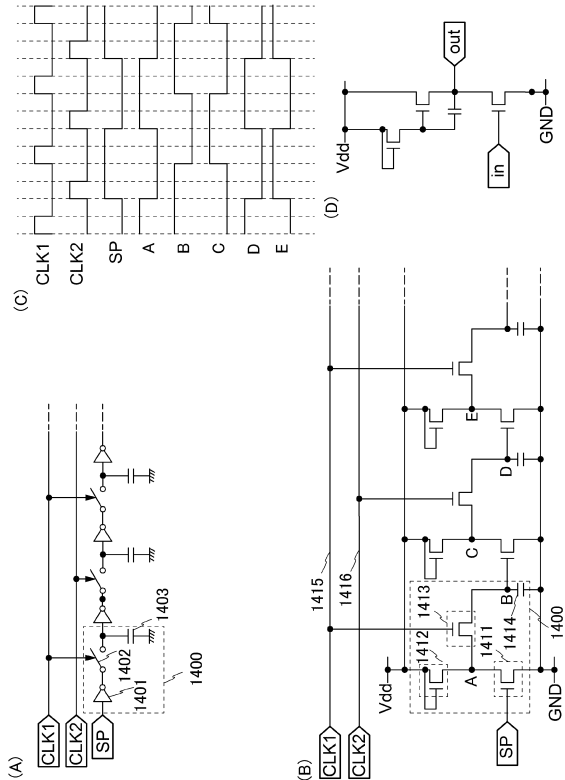 (A)
CLK1
CLK2
SP
1401
1402
1403
1400
(B)
CLK1
CLK2
1415
1416
Vdd
1412
1413
A
B
C
D
E
1411
1414
1400
SP
GND
(C)
CLK1
CLK2
SP
A
B
C
D
E
(D)
Vdd
out
in
GND